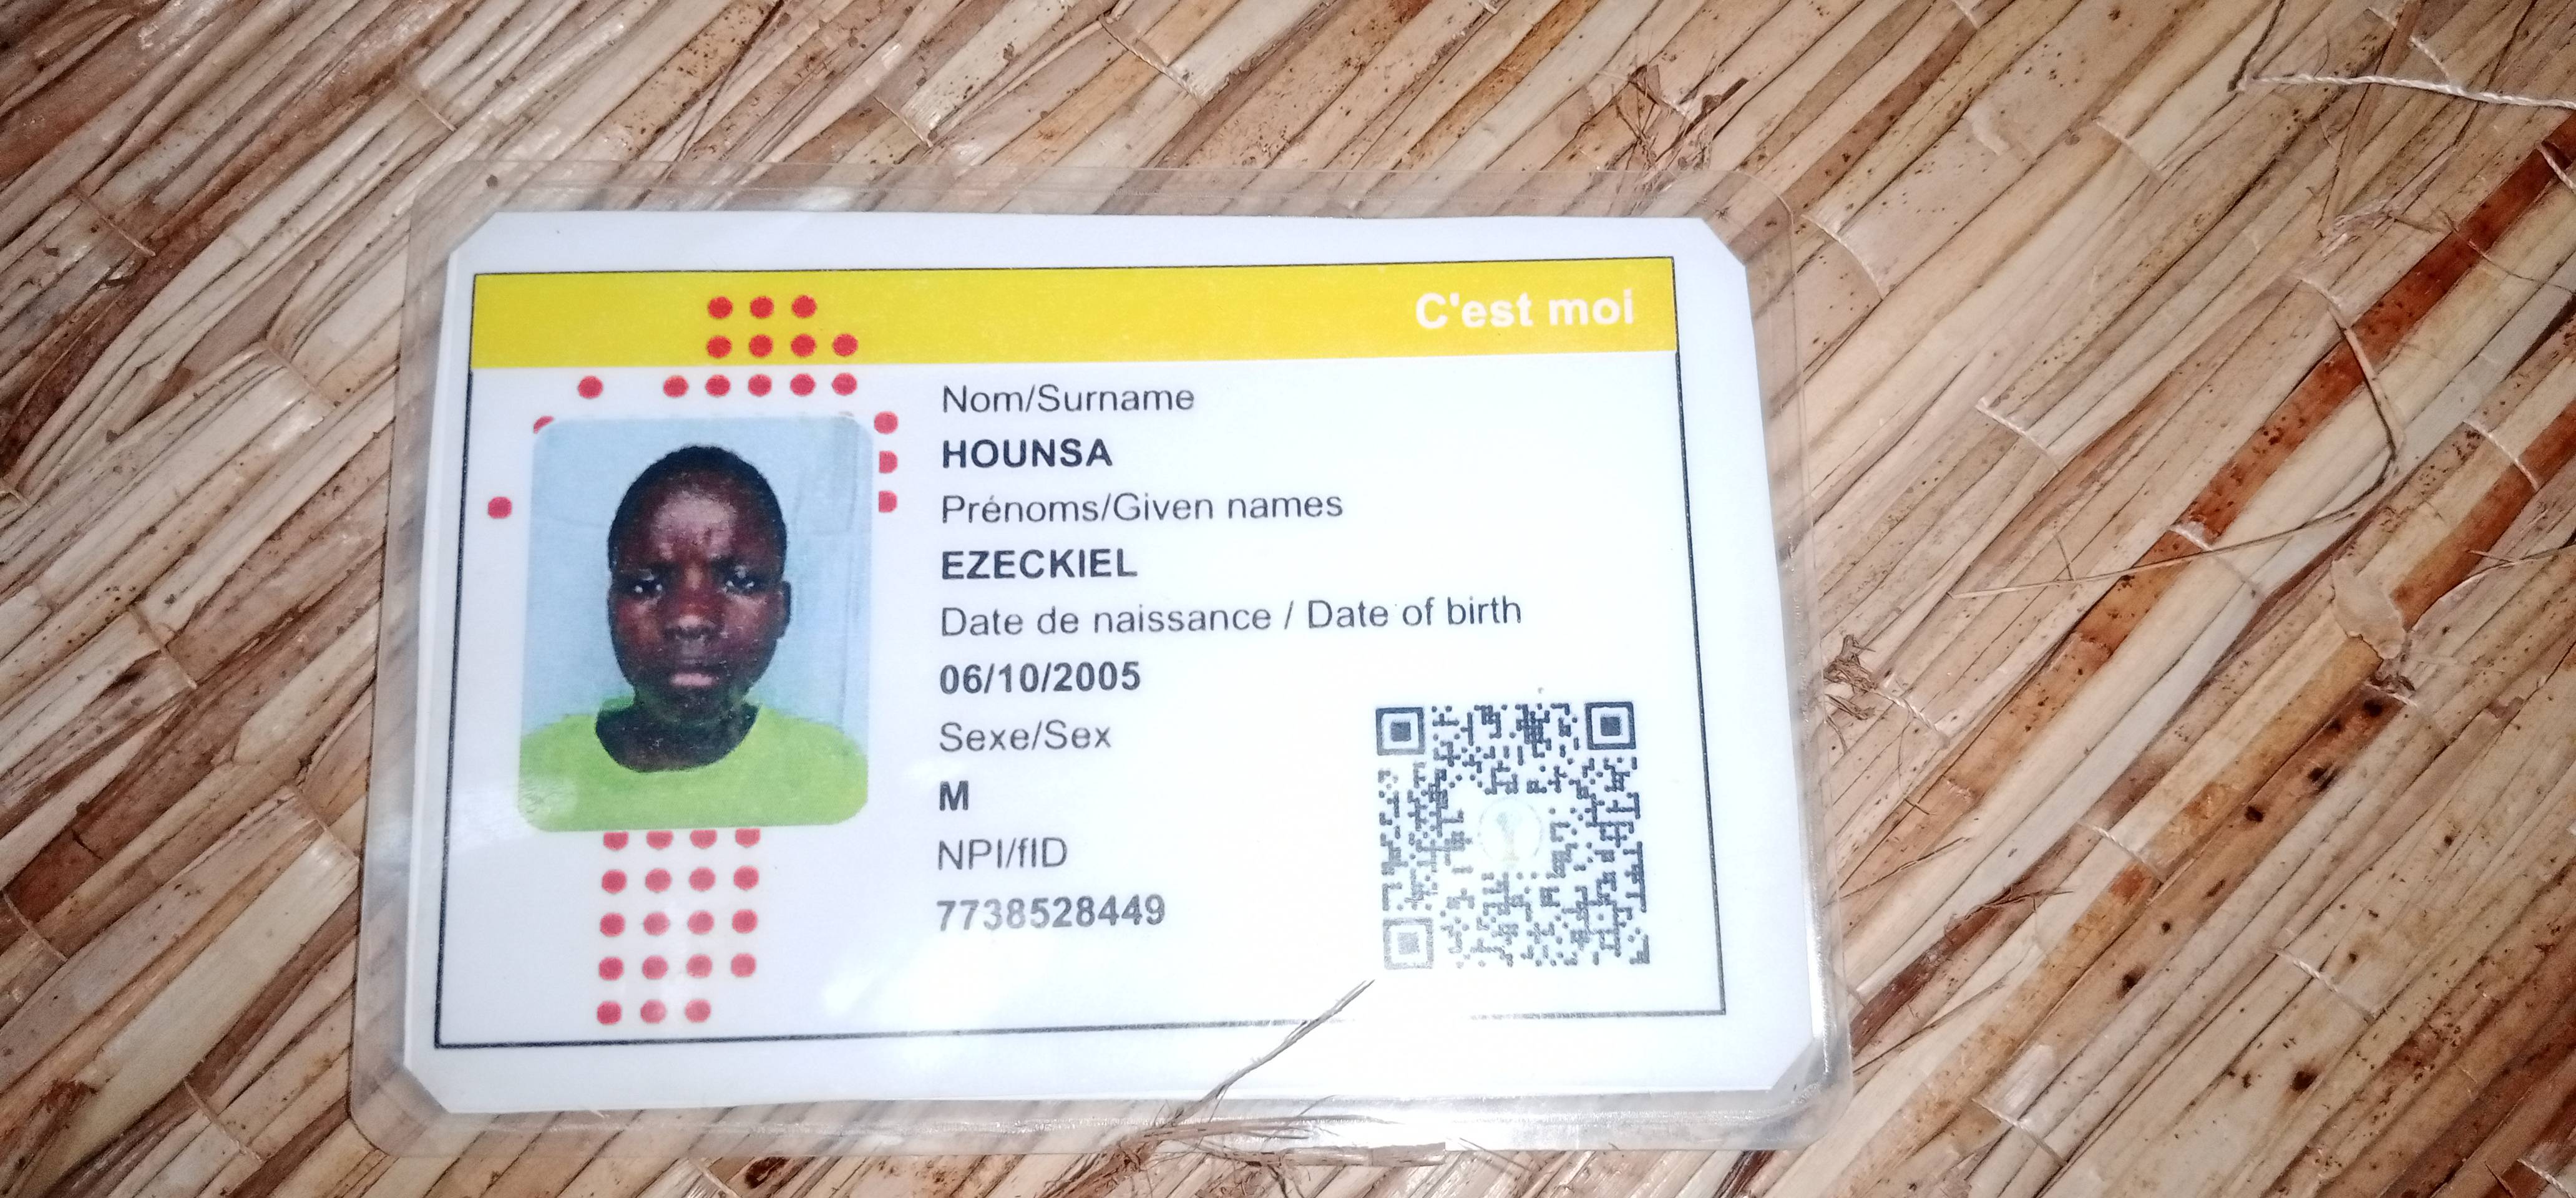 C'est moi
Nom/Surname
HOUNSA
Prénoms/Given names
EZECKIEL
Date de naissance / Date of birth
06/10/2005
Sexe/Sex
M
NPI/fID
7738528449